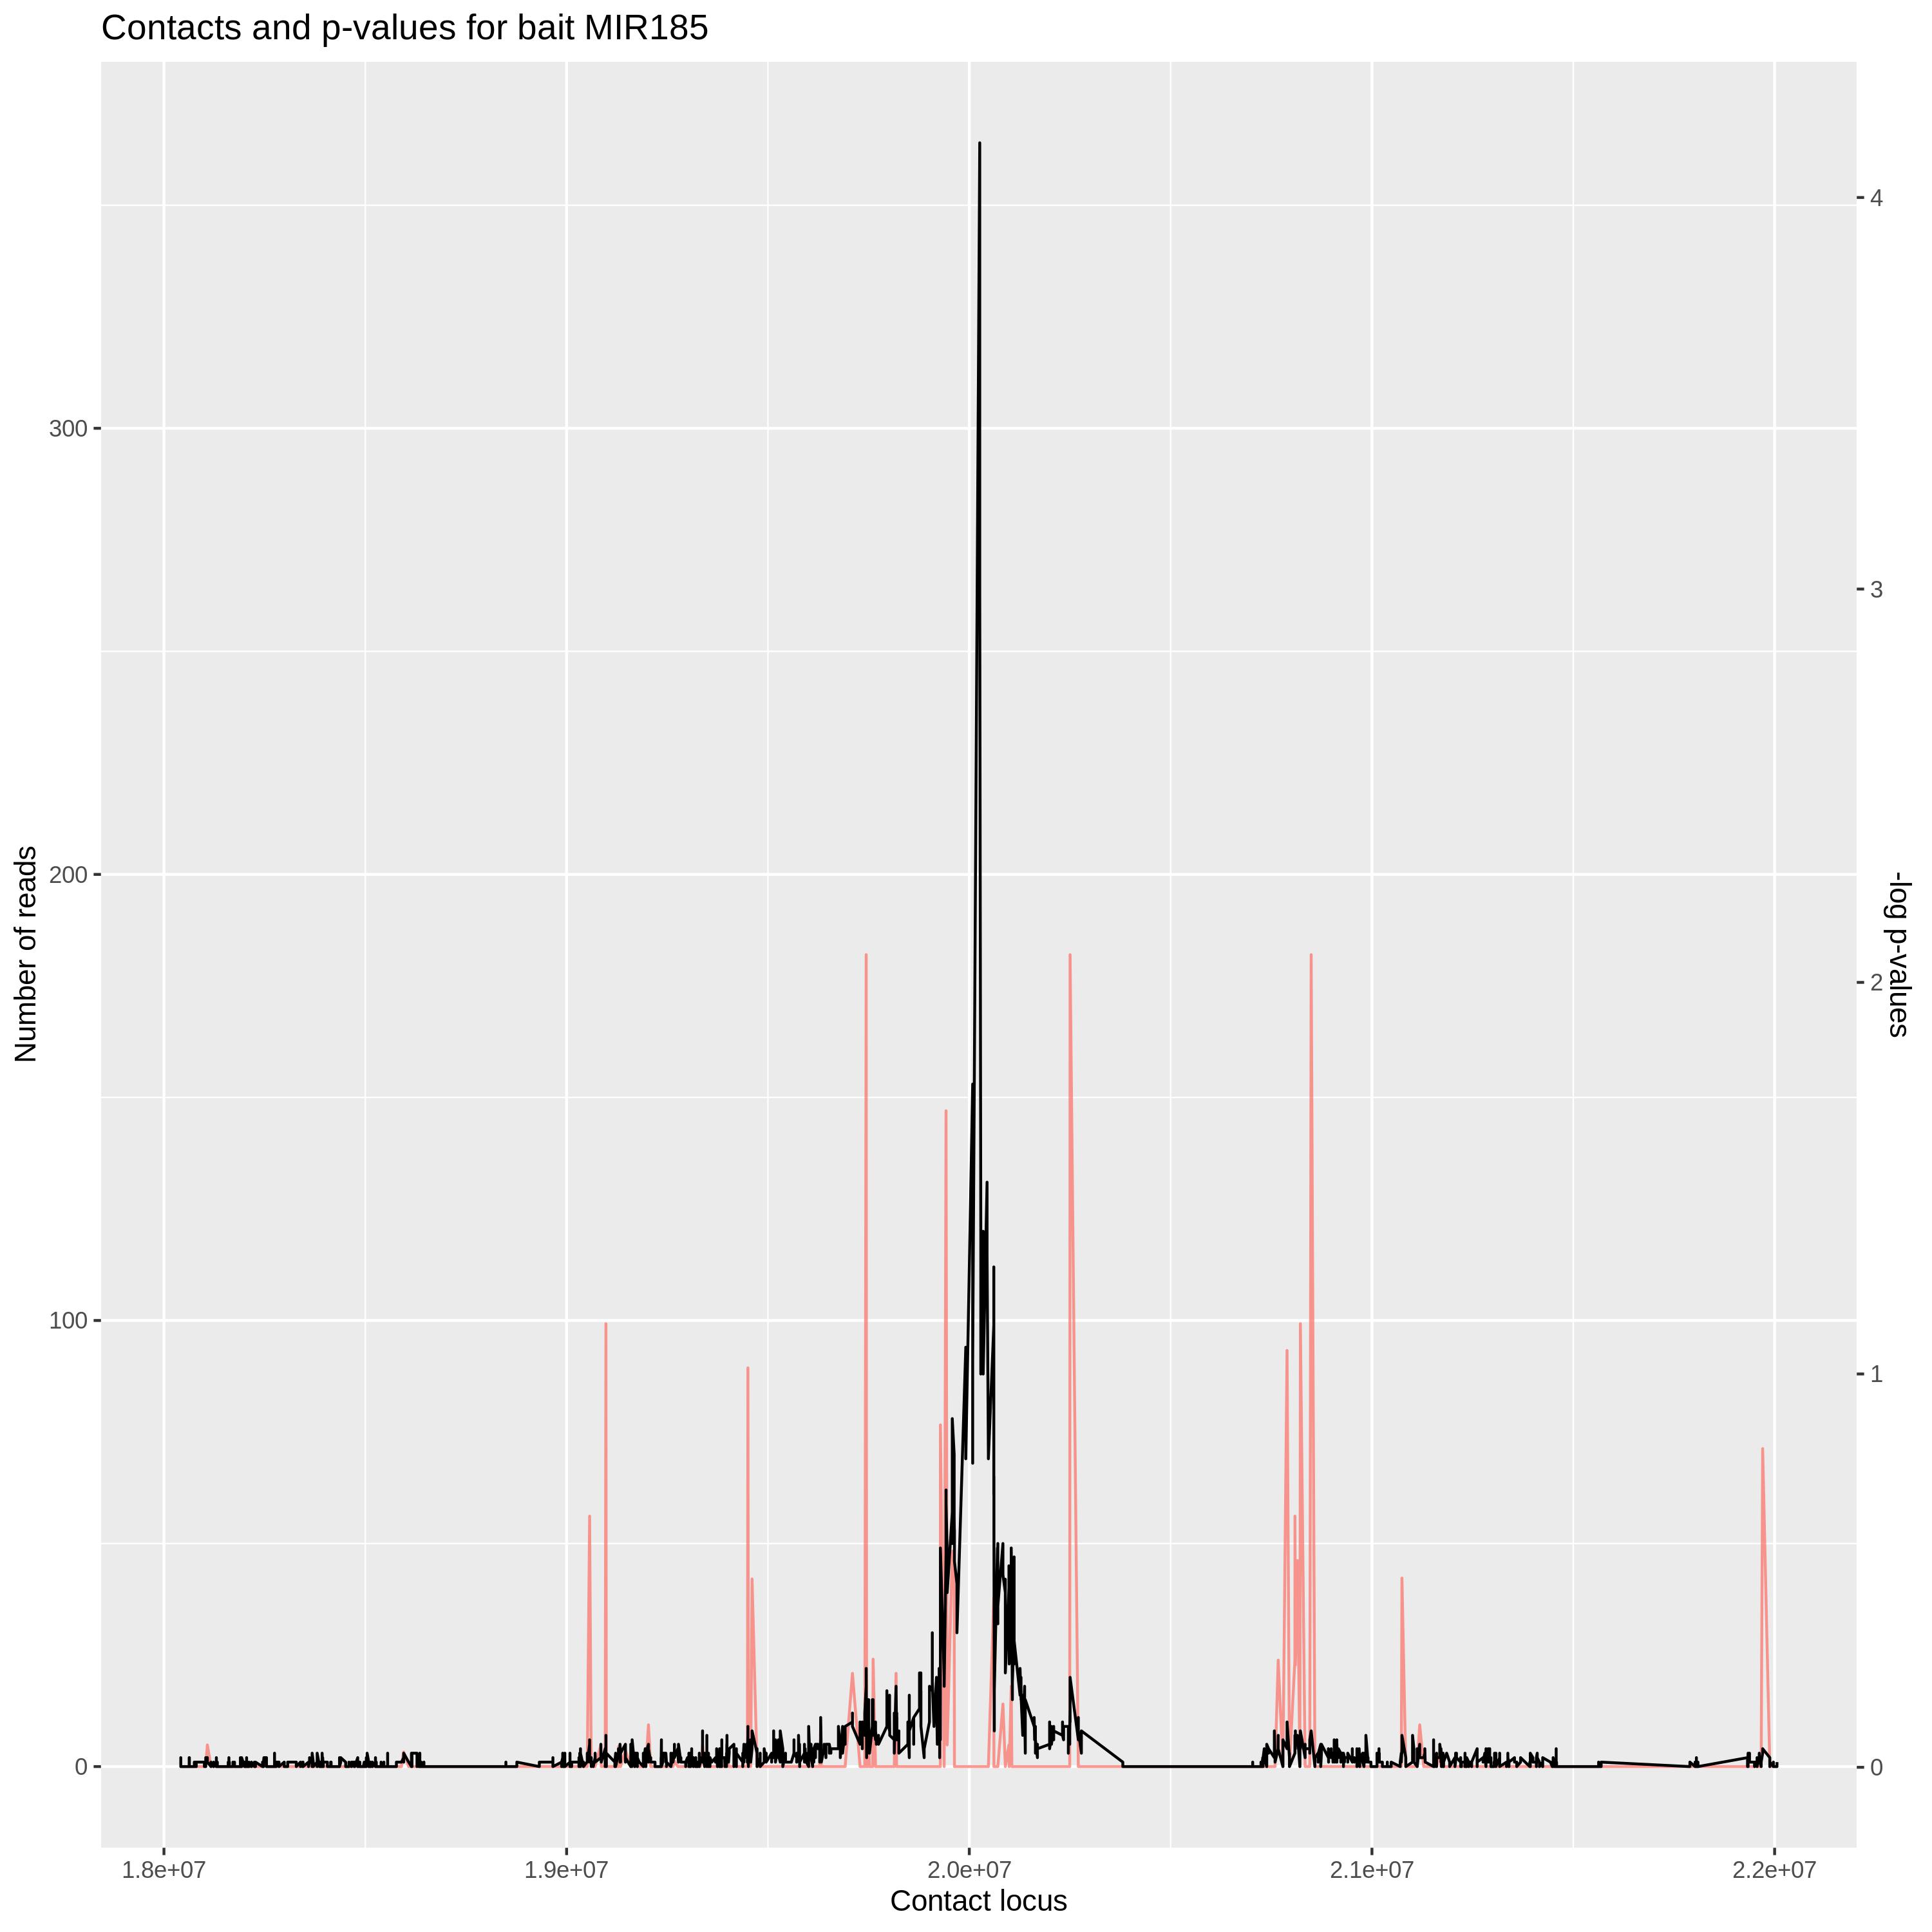 Contacts and p-values for bait MIR185
Number of reads
300
200
100
0
4
3
2
1
0
-log p-values
1.8e+07 1.9e+07 2.0e+07 2.1e+07 2.2e+07
Contact locus